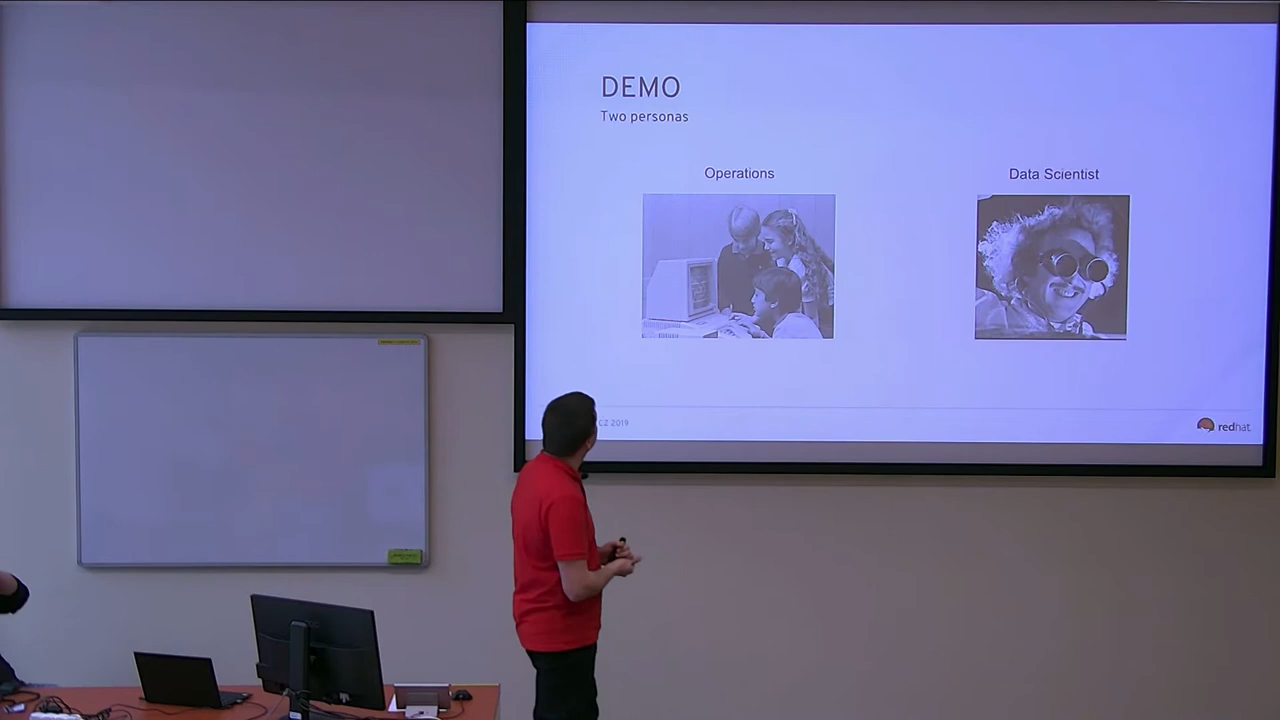 DEMO
Two personas
Operations
Data Scientist
CZ 2019
redhat